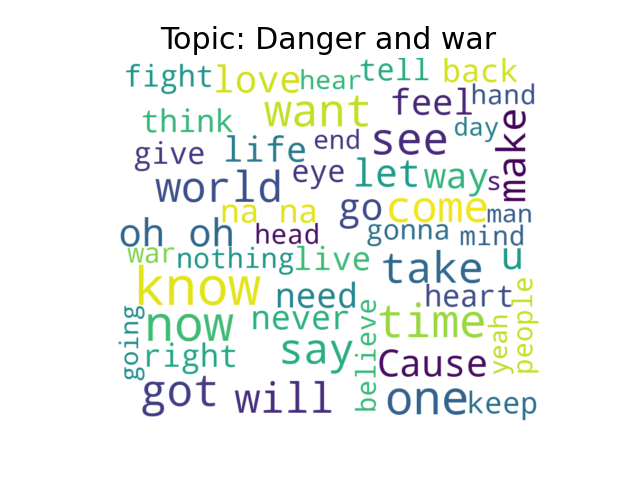 Topic: Danger and war
fight love hear tell back
think want feel hand
give life end see day make
world eye let way s
na na go come man
oh oh head gonna mind
war nothing live take u
know need heart people
now never time yeah
going right say believe Cause
got will one keep